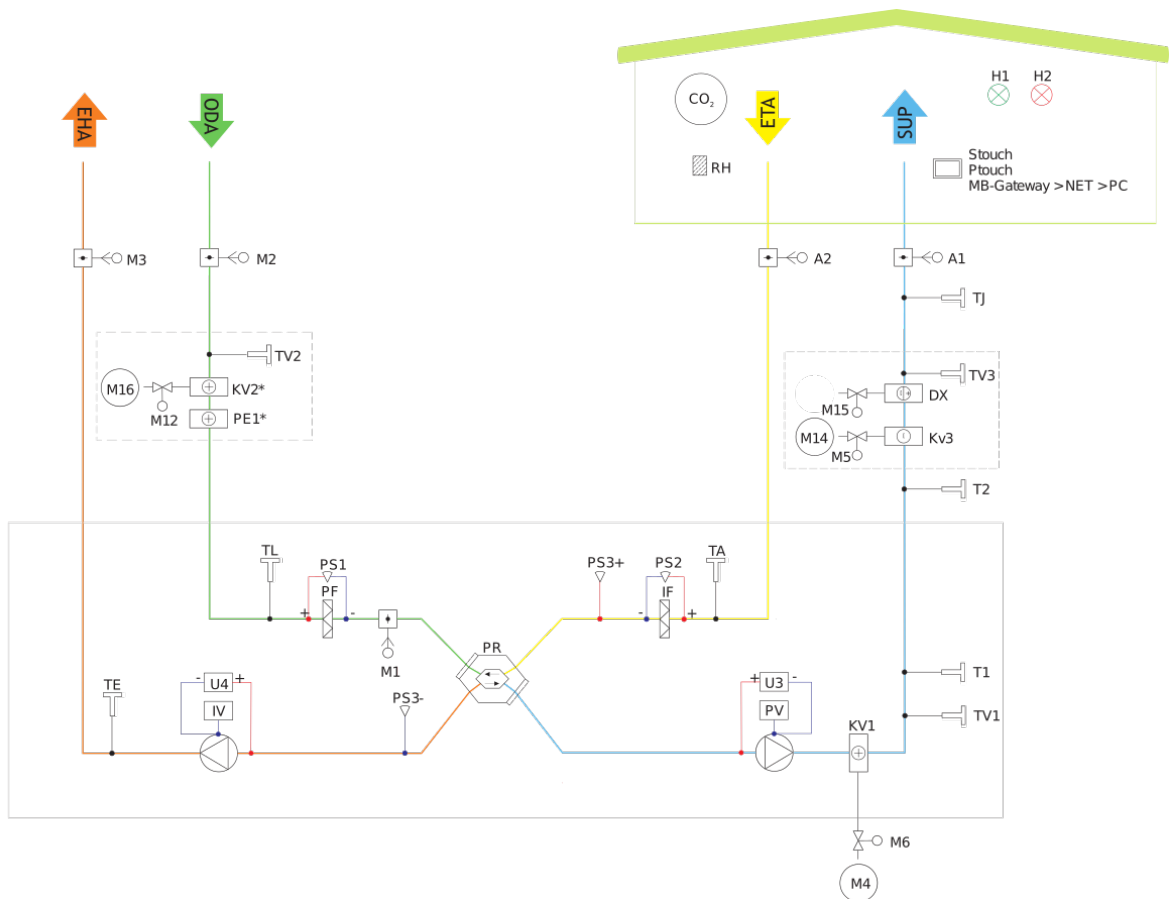 H1
H2
CO2
EHA
ODA
ETA
SUP
Stouch
Ptouch
MB-Gateway >NET >PC
RH
M3
M2
A2
A1
TJ
TV2
TV3
M16
KV2*
DX
M12
PE1*
M15
M14
Kv3
M5
T2
TL
PS1
PS3+
PS2
TA
PF
IF
+
-
-
+
M1
PR
TE
-
U4
+
PS3-
+
U3
-
T1
IV
PV
KV1
TV1
M6
M4